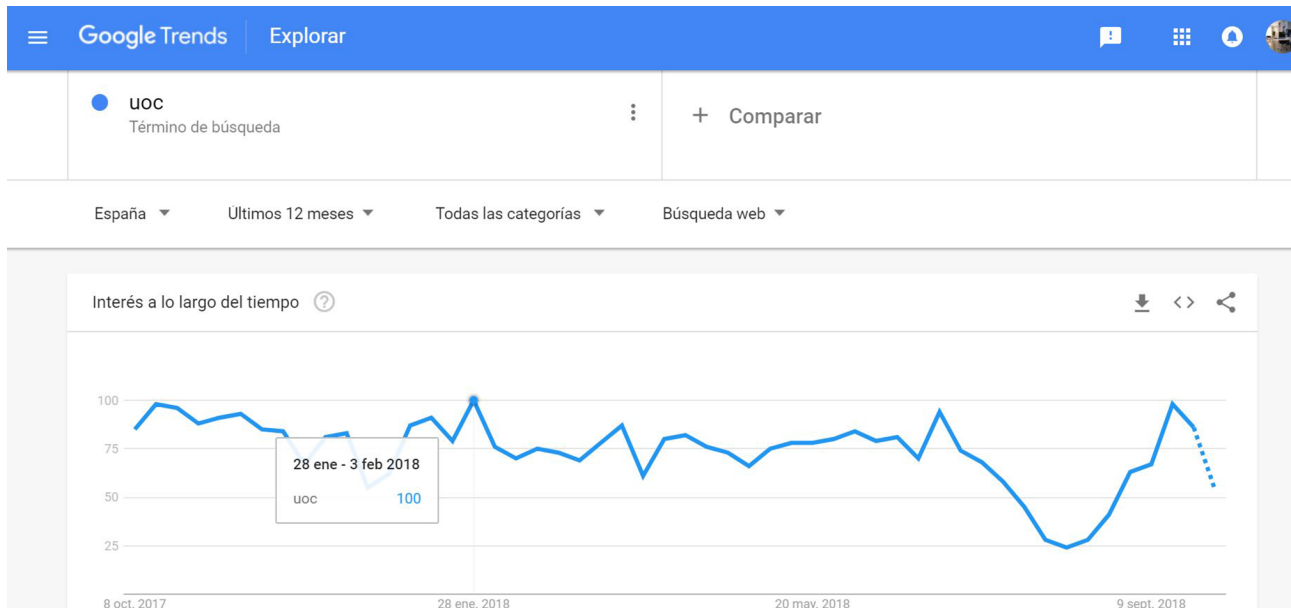 Google Trends Explorar
uoc
Término de búsqueda
+ Comparar
España Últimos 12 meses Todas las categorías Búsqueda web
Interés a lo largo del tiempo ?
100
75
50
25
28 ene - 3 feb 2018
uoc 100
8 oct. 2017 28 ene. 2018 20 may. 2018 9 sept. 2018